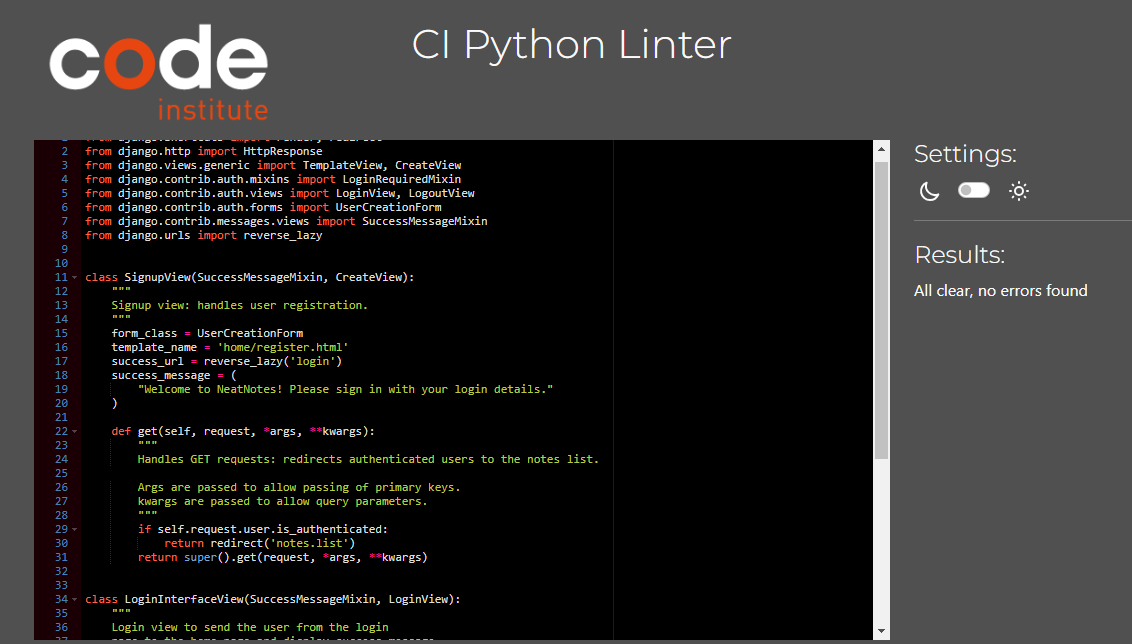 code
institute
CI Python Linter
2 from django.http import HttpResponse
3 from django.views.generic import TemplateView, CreateView
4 from django.contrib.auth.mixins import LoginRequiredMixin
5 from django.contrib.auth.views import LoginView, LogoutView
6 from django.contrib.auth.forms import UserCreationForm
7 from django.contrib.messages.views import SuccessMessageMixin
8 from django.urls import reverse_lazy
9
10
11 class SignupView(SuccessMessageMixin, CreateView):
12     """
13     Signup view: handles user registration.
14     """
15     form_class = UserCreationForm
16     template_name = 'home/register.html'
17     success_url = reverse_lazy('login')
18     success_message = (
19         "Welcome to NeatNotes! Please sign in with your login details."
20     )
21
22     def get(self, request, *args, **kwargs):
23         """
24         Handles GET requests: redirects authenticated users to the notes list.
25
26         Args are passed to allow passing of primary keys.
27         kwargs are passed to allow query parameters.
28         """
29         if self.request.user.is_authenticated:
30             return redirect('notes.list')
31         return super().get(request, *args, **kwargs)
32
33
34 class LoginInterfaceView(SuccessMessageMixin, LoginView):
35     """
36     Login view to send the user from the login
Settings:
Results:
All clear, no errors found